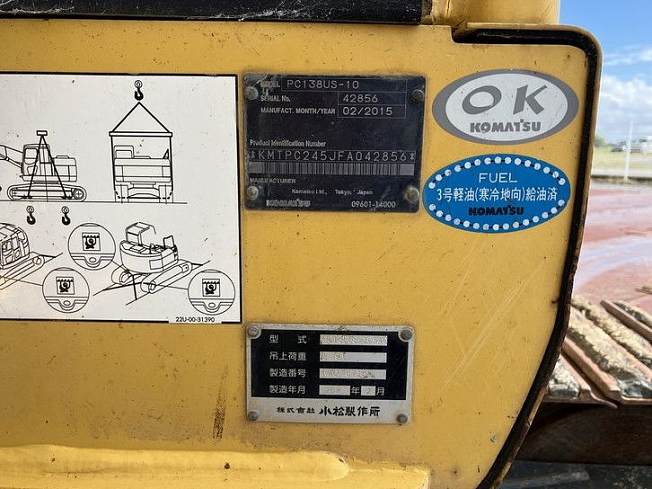 MODEL PC138US-10
SERIAL No. 42856
MANUFACT. MONTH/YEAR 02/2015
Product Identification Number
*KMTPC245JFA042856*
MANUFACTURER
Komatsu Ltd., Tokyo, Japan
KOMATSU 09601-14000
OK
KOMATSU
FUEL
3号軽油(寒冷地向)給油済
KOMATSU
22U-00-31390
型式
吊上荷重
製造番号
製造年月 年 月
株式会社 小松製作所